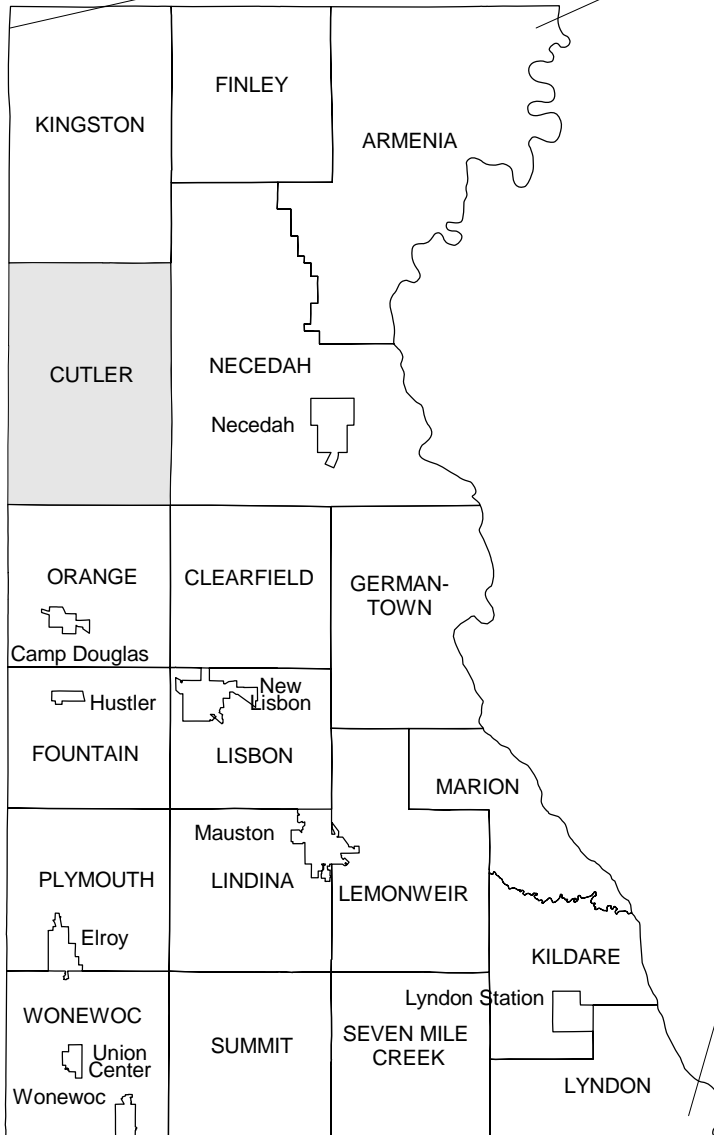 FINLEY
KINGSTON
ARMENIA
NECEDAH
CUTLER
Necedah
ORANGE
CLEARFIELD
GERMAN-
TOWN
Camp Douglas
New
Lisbon
Hustler
FOUNTAIN
LISBON
MARION
Mauston
PLYMOUTH
LINDINA
LEMONWEIR
Elroy
KILDARE
Lyndon Station
WONEWOC
SUMMIT
SEVEN MILE
CREEK
Union
Center
LYNDON
Wonewoc